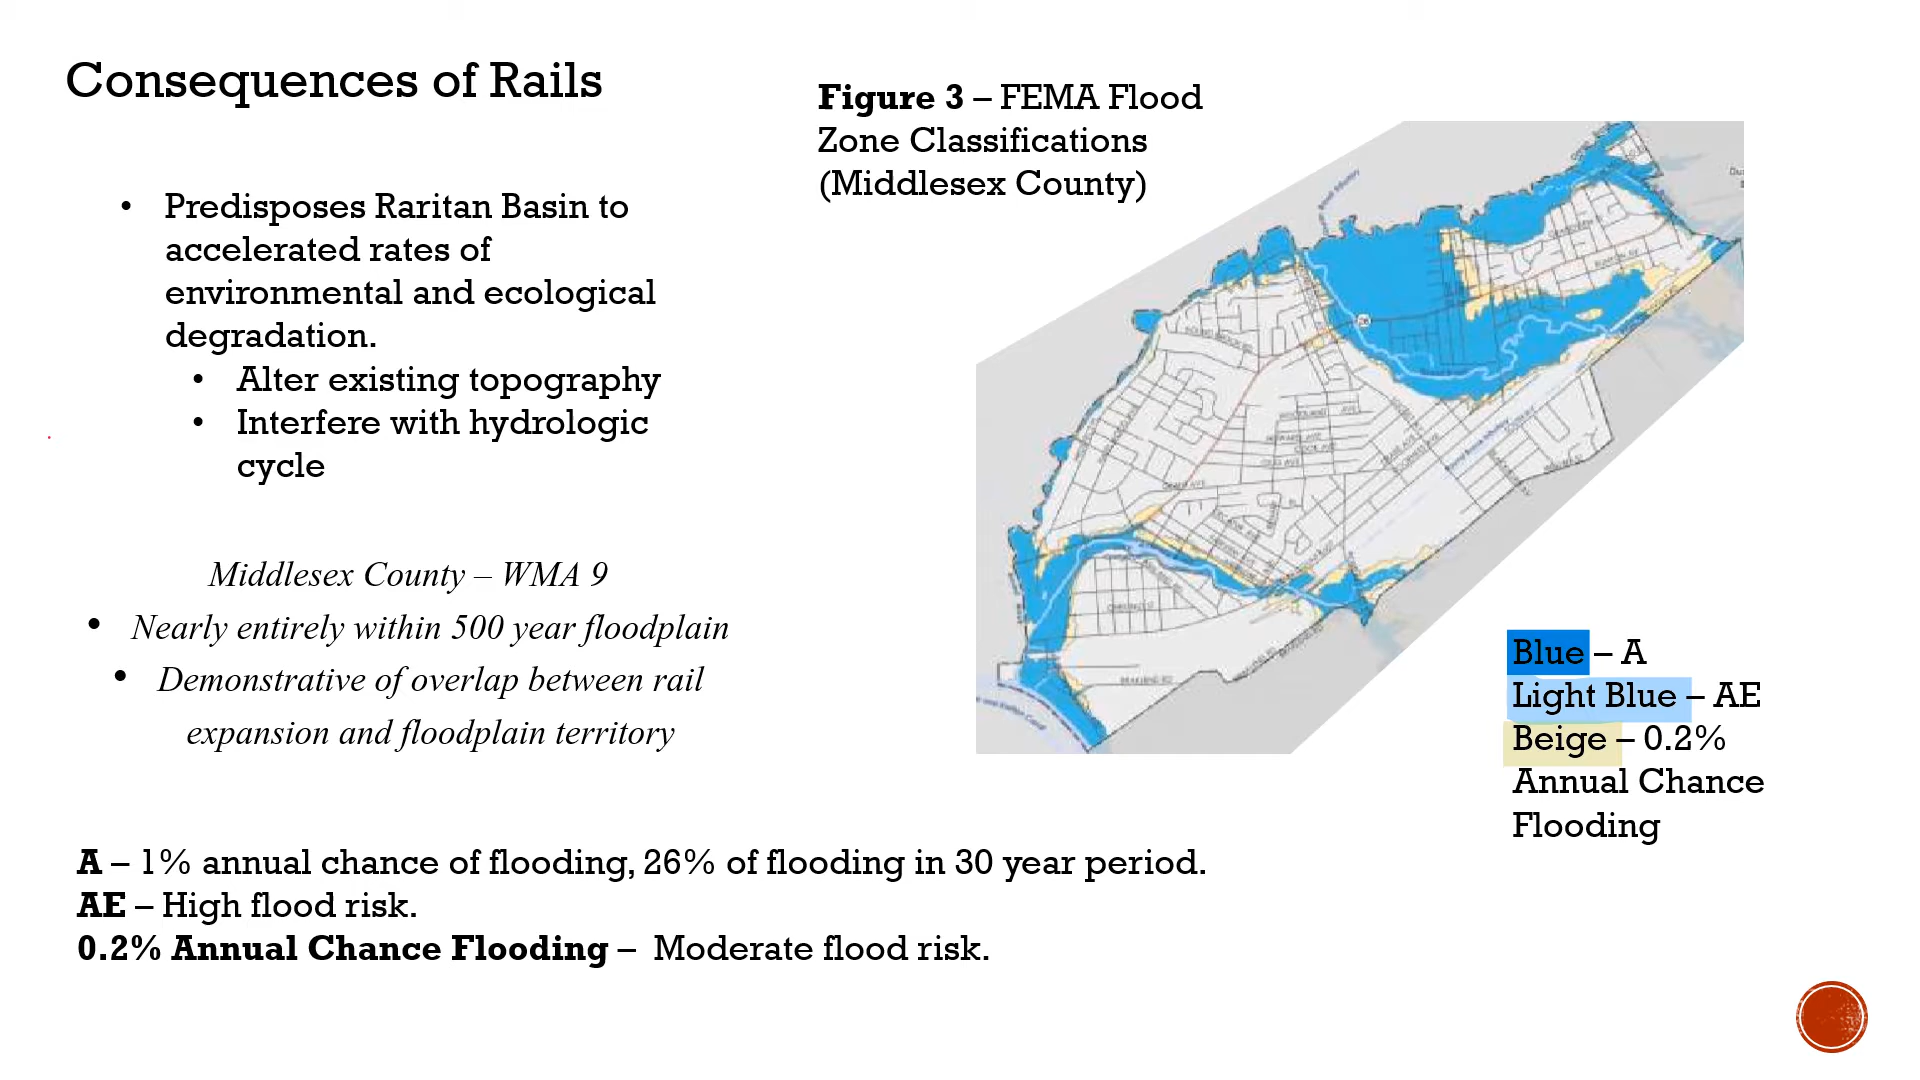 Consequences of Rails
Figure 3 – FEMA Flood
Zone Classifications
(Middlesex County)
• Predisposes Raritan Basin to
accelerated rates of
environmental and ecological
degradation.
• Alter existing topography
• Interfere with hydrologic
cycle
Middlesex County – WMA 9
• Nearly entirely within 500 year floodplain
• Demonstrative of overlap between rail
expansion and floodplain territory
28
Blue – A
Light Blue – AE
Beige – 0.2%
Annual Chance
Flooding
A – 1% annual chance of flooding, 26% of flooding in 30 year period.
AE – High flood risk.
0.2% Annual Chance Flooding – Moderate flood risk.